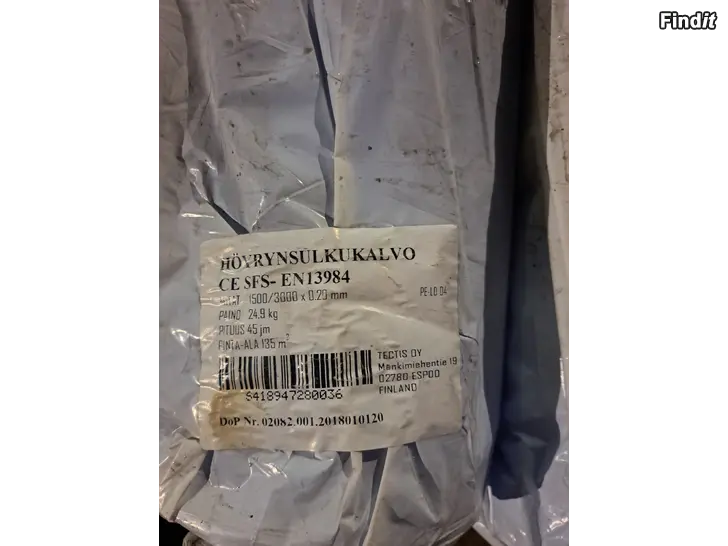 Findit
HÖYRYNSULKUKALVO
CE SFS- EN13984
MITAT 1500/3000 x 0.20 mm
PE-LD 04
PAINO 24.9 kg
PITUUS 45 jm
PINTA-ALA 135 m²
TECTIS OY
Mankimiehentie 19
02780 ESPOO
FINLAND
6418947280036
DoP Nr. 02082.001.2018010120